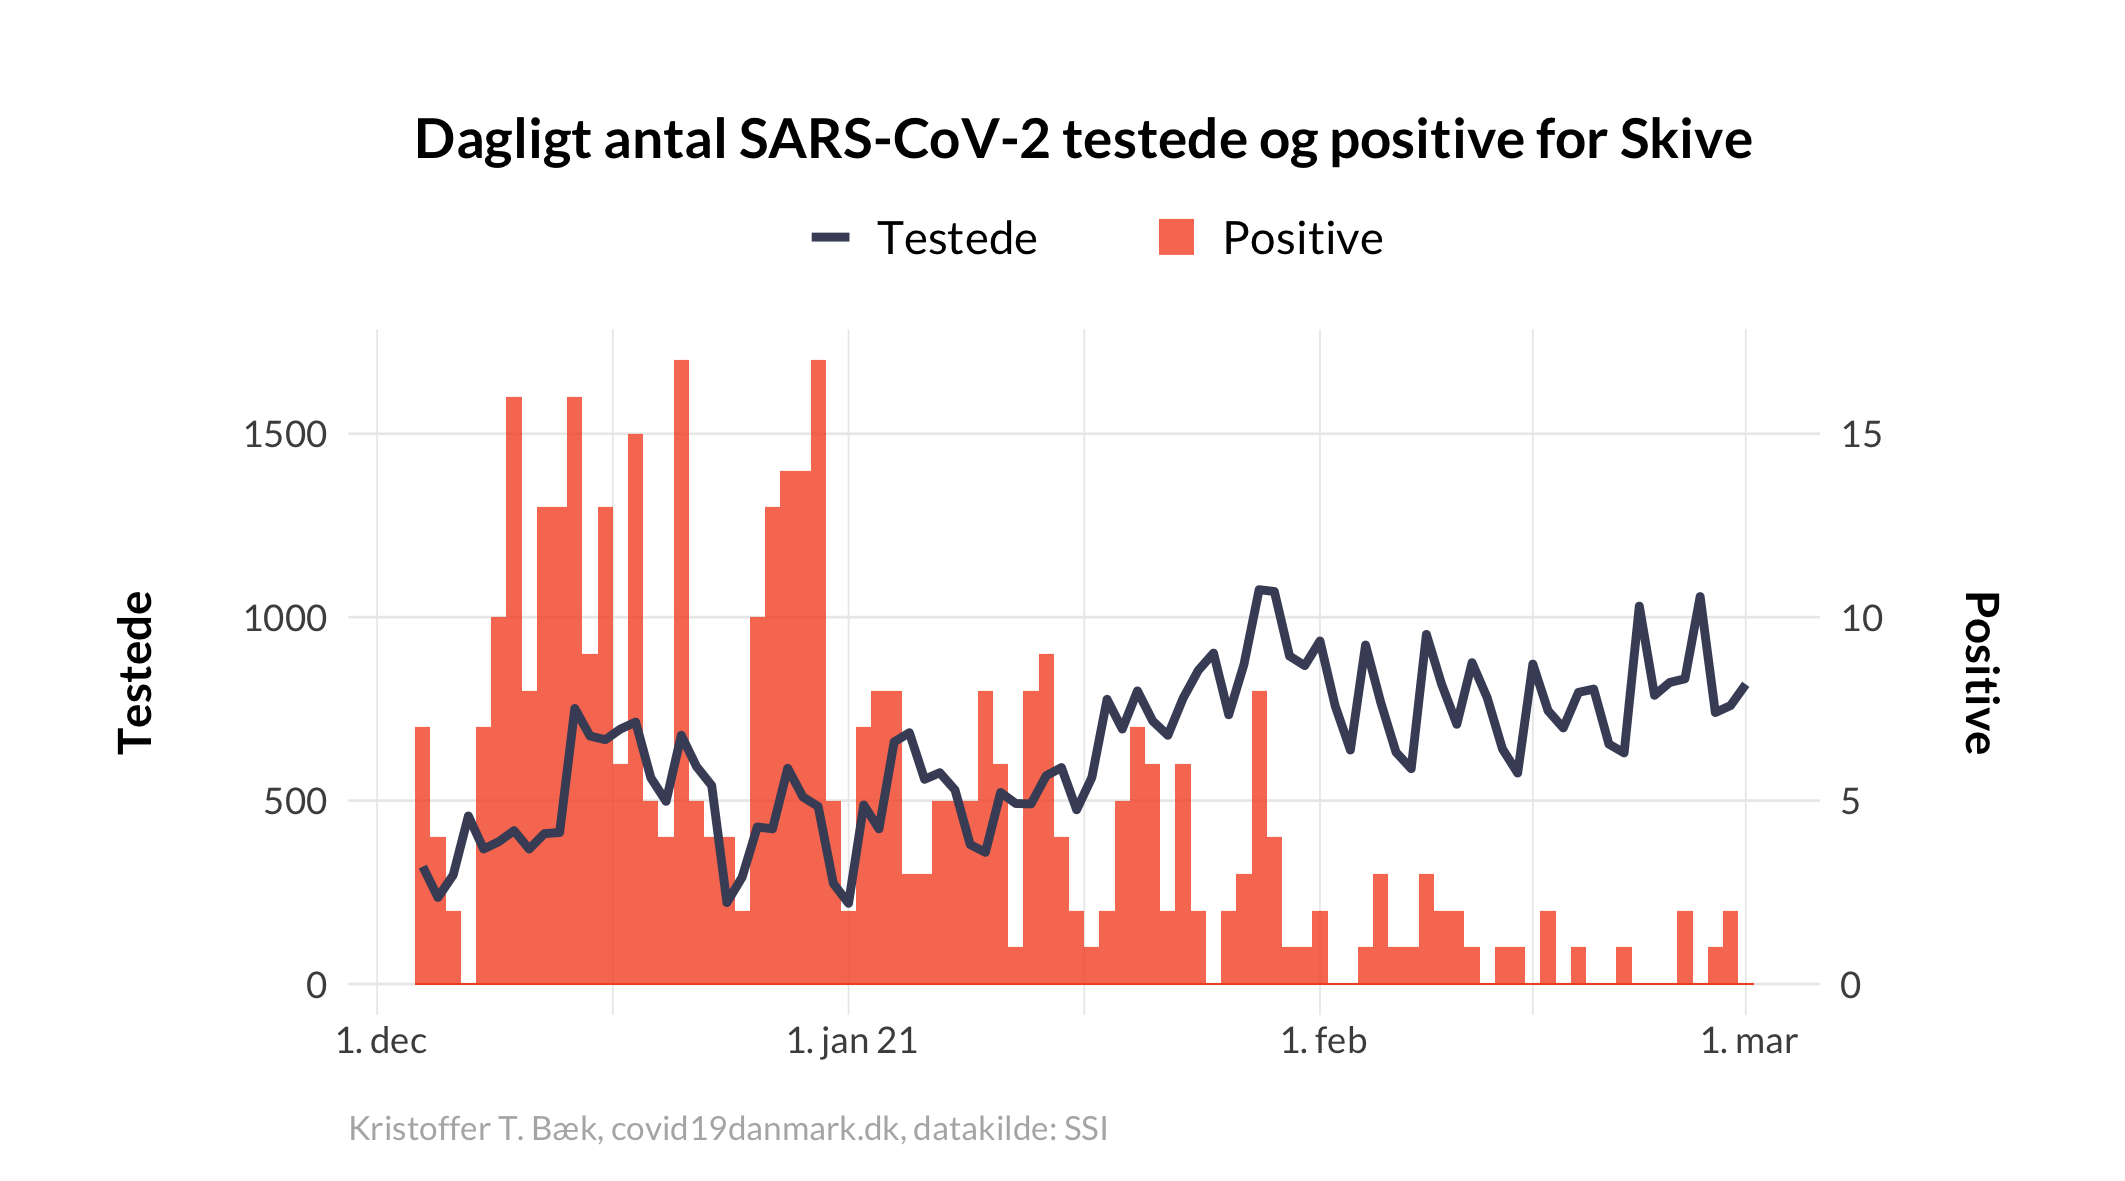 Dagligt antal SARS-CoV-2 testede og positive for Skive
Testede
Positive
Testede
1500
1000
500
0
15
10
5
0
Positive
1. dec
1. jan 21
1. feb
1. mar
Kristoffer T. Bæk, covid19danmark.dk, datakilde: SSI